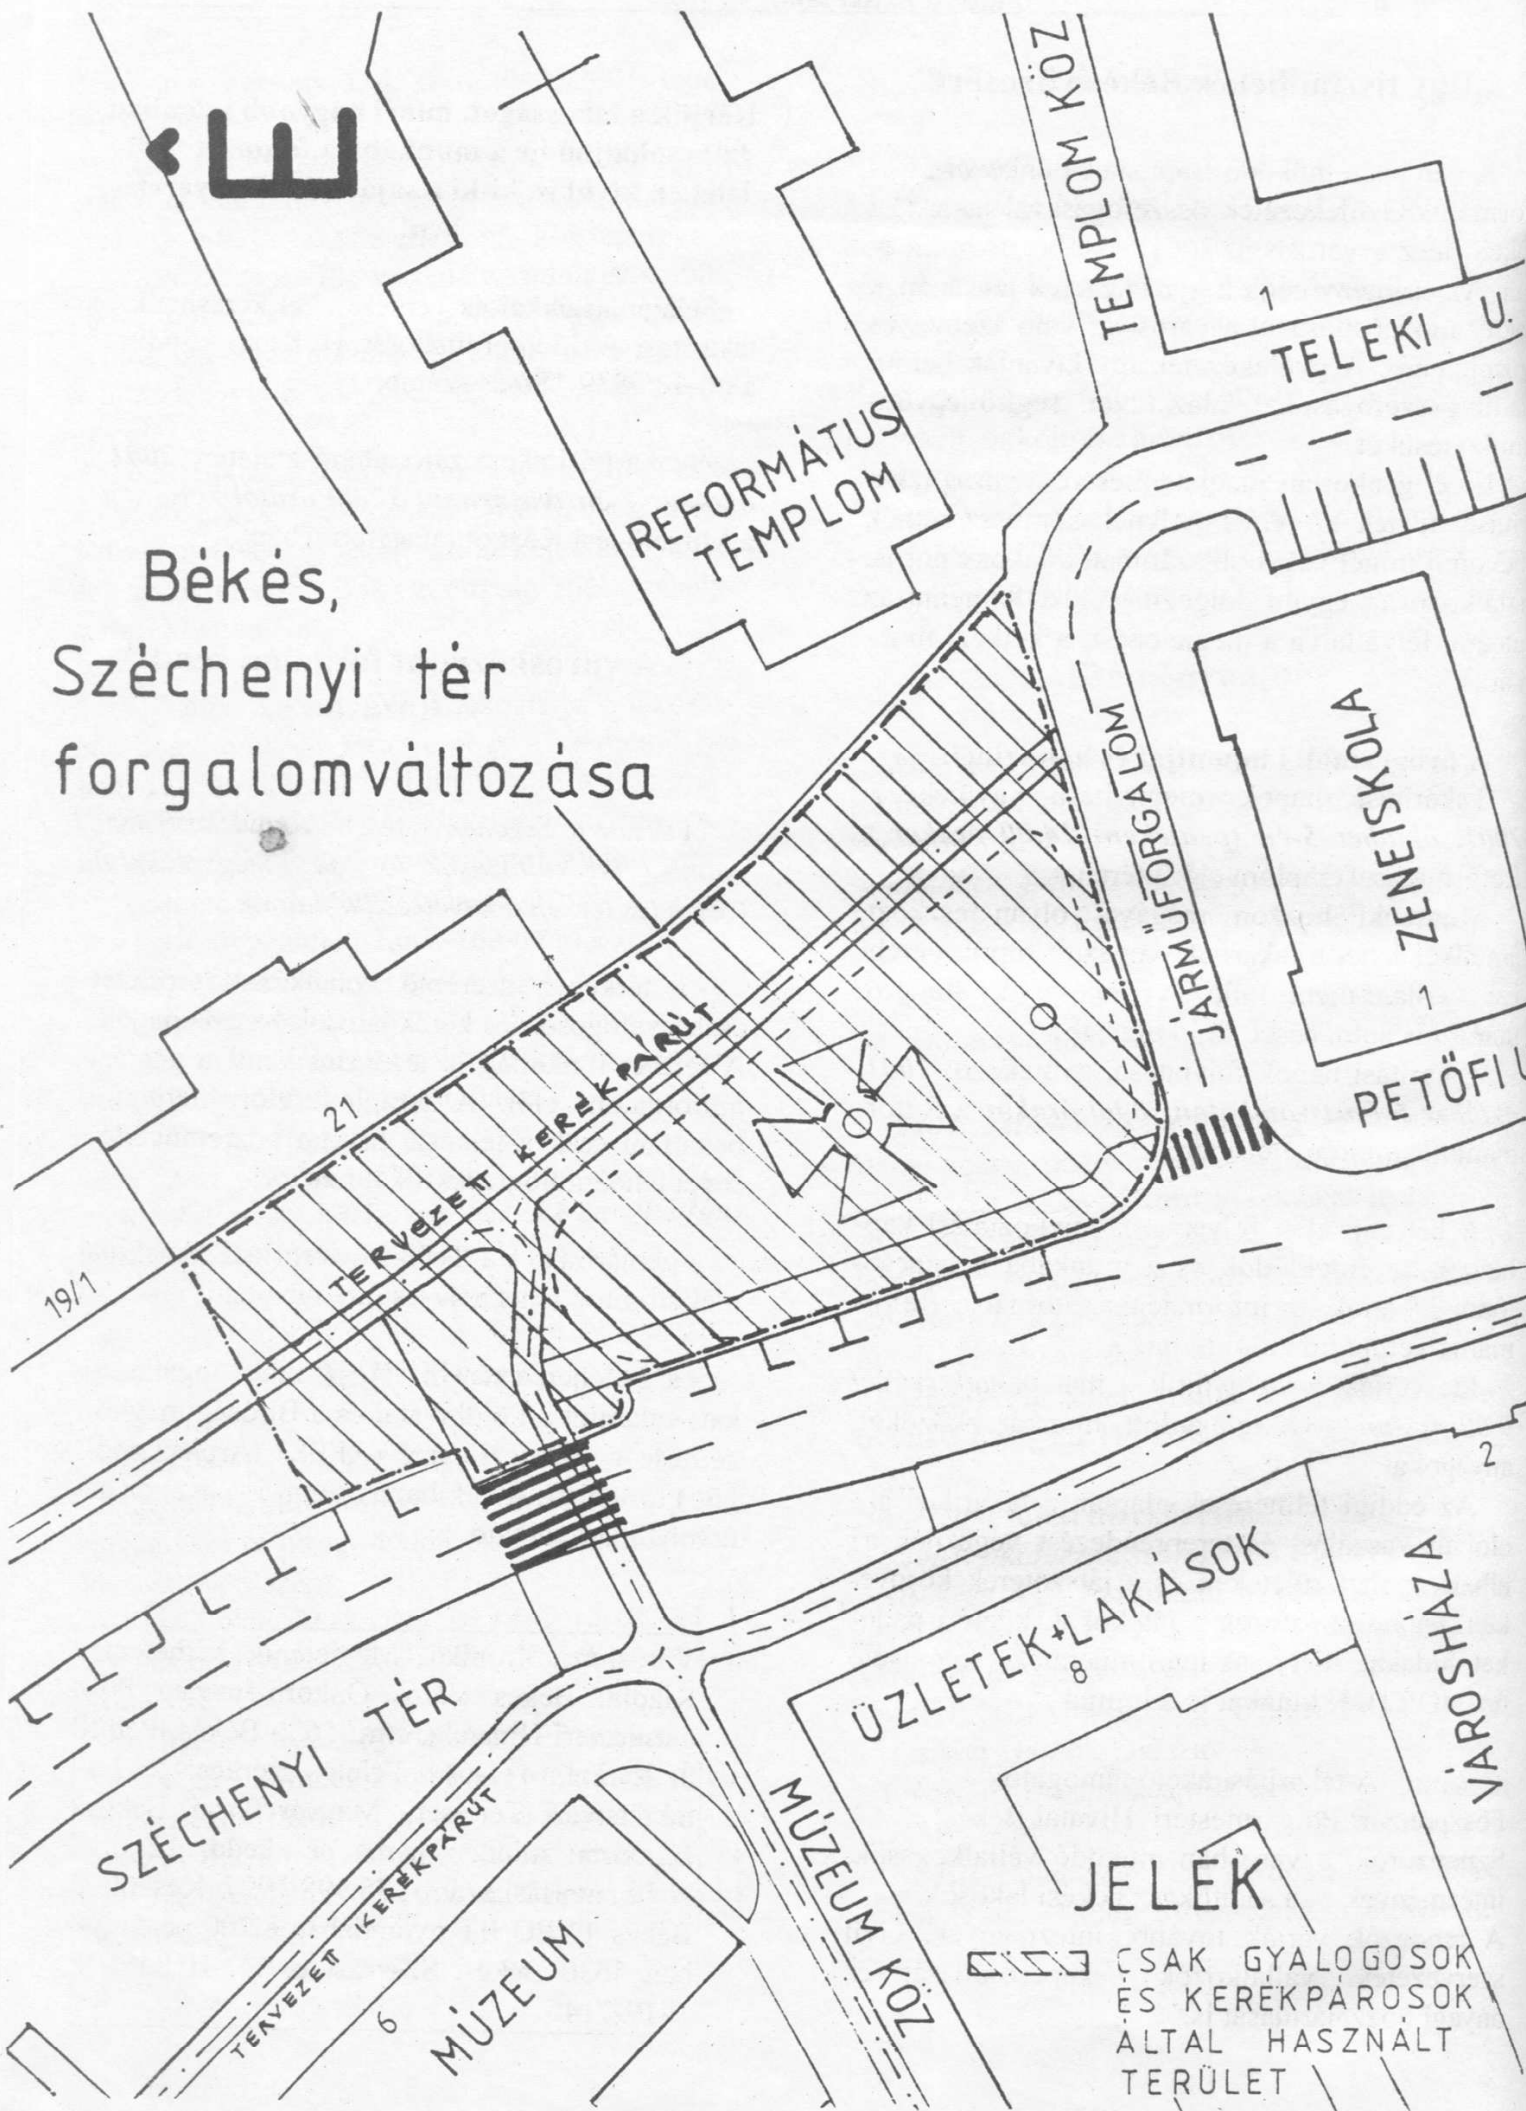 É
TEMPLOM KÖZ
1
TELEKI U.
REFORMÁTUS
TEMPLOM
Békés,
Széchenyi tér
forgalomváltozása
JÁRMŰFORGALOM
ZENEISKOLA
1
PETŐFI U
21
TERVEZETT KERÉKPÁRÚT
19/1
2
VÁROSHÁZA
ÜZLETEK+LAKÁSOK
8
SZÉCHENYI TÉR
TERVEZETT KERÉKPÁRÚT
6
MÚZEUM
MÚZEUM KÖZ
JELEK
CSAK GYALOGOSOK
ÉS KERÉKPÁROSOK
ÁLTAL HASZNÁLT
TERÜLET